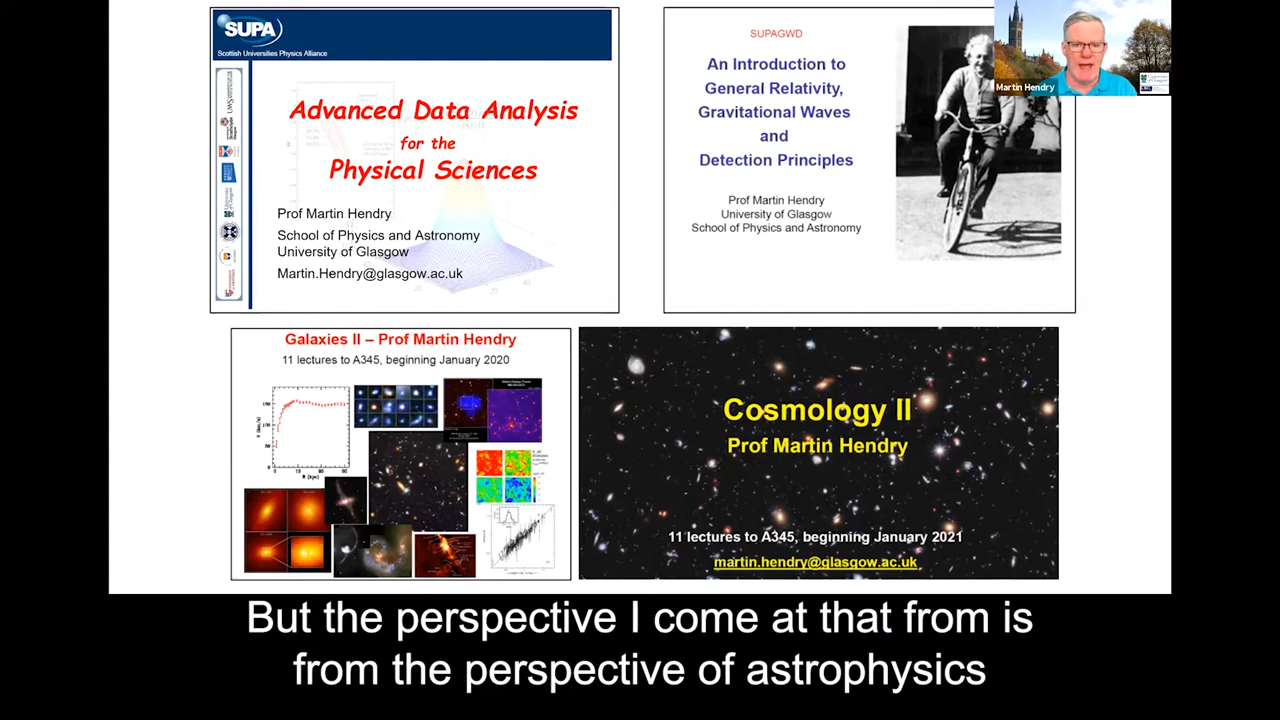 SUPA
Scottish Universities Physics Alliance
Advanced Data Analysis
for the
Physical Sciences
Prof Martin Hendry
School of Physics and Astronomy
University of Glasgow
Martin.Hendry@glasgow.ac.uk
SUPAGWD
An Introduction to
General Relativity,
Gravitational Waves
and
Detection Principles
Prof Martin Hendry
University of Glasgow
School of Physics and Astronomy
Martin Hendry
Galaxies II – Prof Martin Hendry
11 lectures to A345, beginning January 2020
Cosmology II
Prof Martin Hendry
11 lectures to A345, beginning January 2021
martin.hendry@glasgow.ac.uk
But the perspective I come at that from is
from the perspective of astrophysics